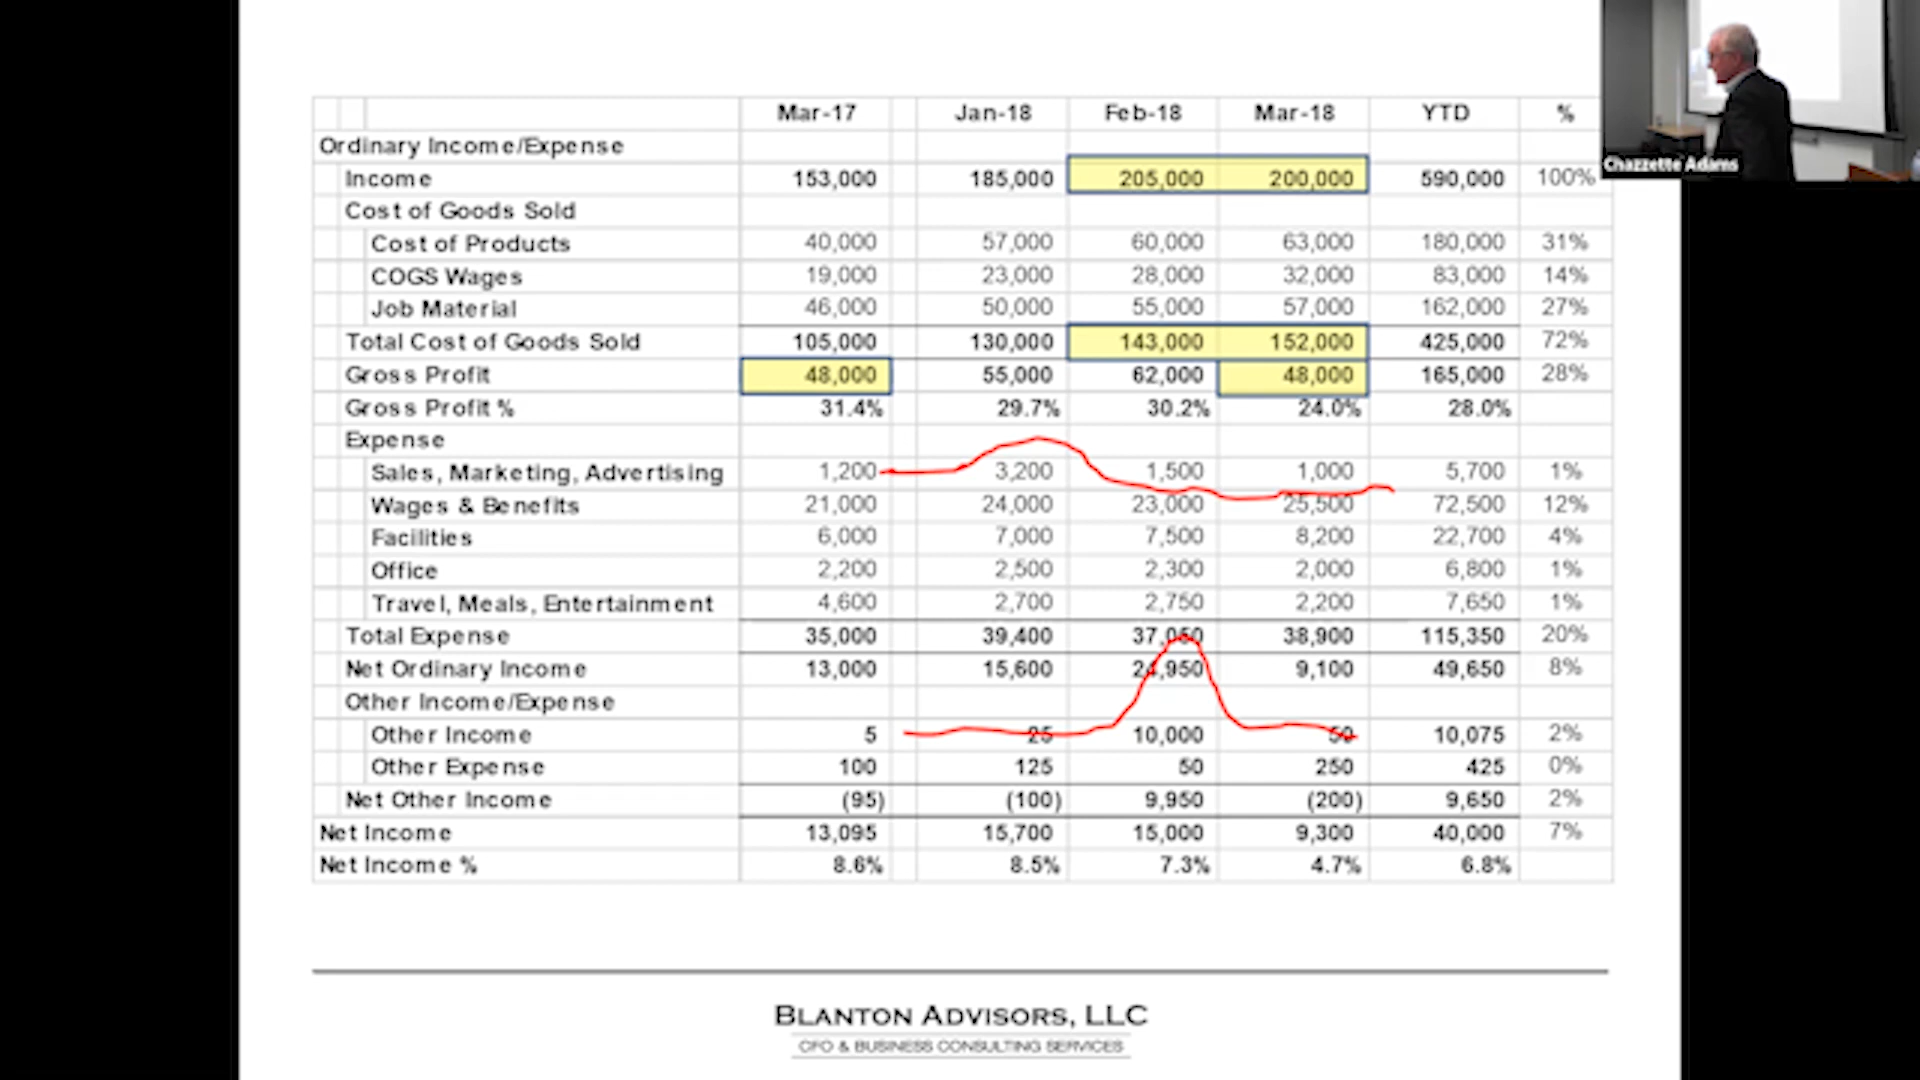 Mar-17 Jan-18 Feb-18 Mar-18 YTD %
Ordinary Income/Expense
Income 153,000 185,000 205,000 200,000 590,000 100%
Cost of Goods Sold
Cost of Products 40,000 57,000 60,000 63,000 180,000 31%
COGS Wages 19,000 23,000 28,000 32,000 83,000 14%
Job Material 46,000 50,000 55,000 57,000 162,000 27%
Total Cost of Goods Sold 105,000 130,000 143,000 152,000 425,000 72%
Gross Profit 48,000 55,000 62,000 48,000 165,000 28%
Gross Profit % 31.4% 29.7% 30.2% 24.0% 28.0%
Expense
Sales, Marketing, Advertising 1,200 3,200 1,500 1,000 5,700 1%
Wages & Benefits 21,000 24,000 23,000 25,500 72,500 12%
Facilities 6,000 7,000 7,500 8,200 22,700 4%
Office 2,200 2,500 2,300 2,000 6,800 1%
Travel, Meals, Entertainment 4,600 2,700 2,750 2,200 7,650 1%
Total Expense 35,000 39,400 37,050 38,900 115,350 20%
Net Ordinary Income 13,000 15,600 24,950 9,100 49,650 8%
Other Income/Expense
Other Income 5 25 10,000 50 10,075 2%
Other Expense 100 125 50 250 425 0%
Net Other Income (95) (100) 9,950 (200) 9,650 2%
Net Income 13,095 15,700 15,000 9,300 40,000 7%
Net Income % 8.6% 8.5% 7.3% 4.7% 6.8%
BLANTON ADVISORS, LLC
CFO & BUSINESS CONSULTING SERVICES
Chazzette Adams